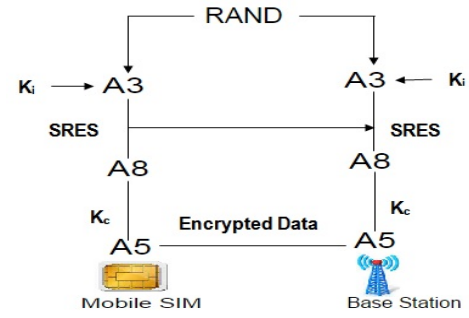 RAND
Ki A3 A3 Ki
SRES SRES
A8 A8
Kc Encrypted Data Kc
A5 A5
Mobile SIM Base Station